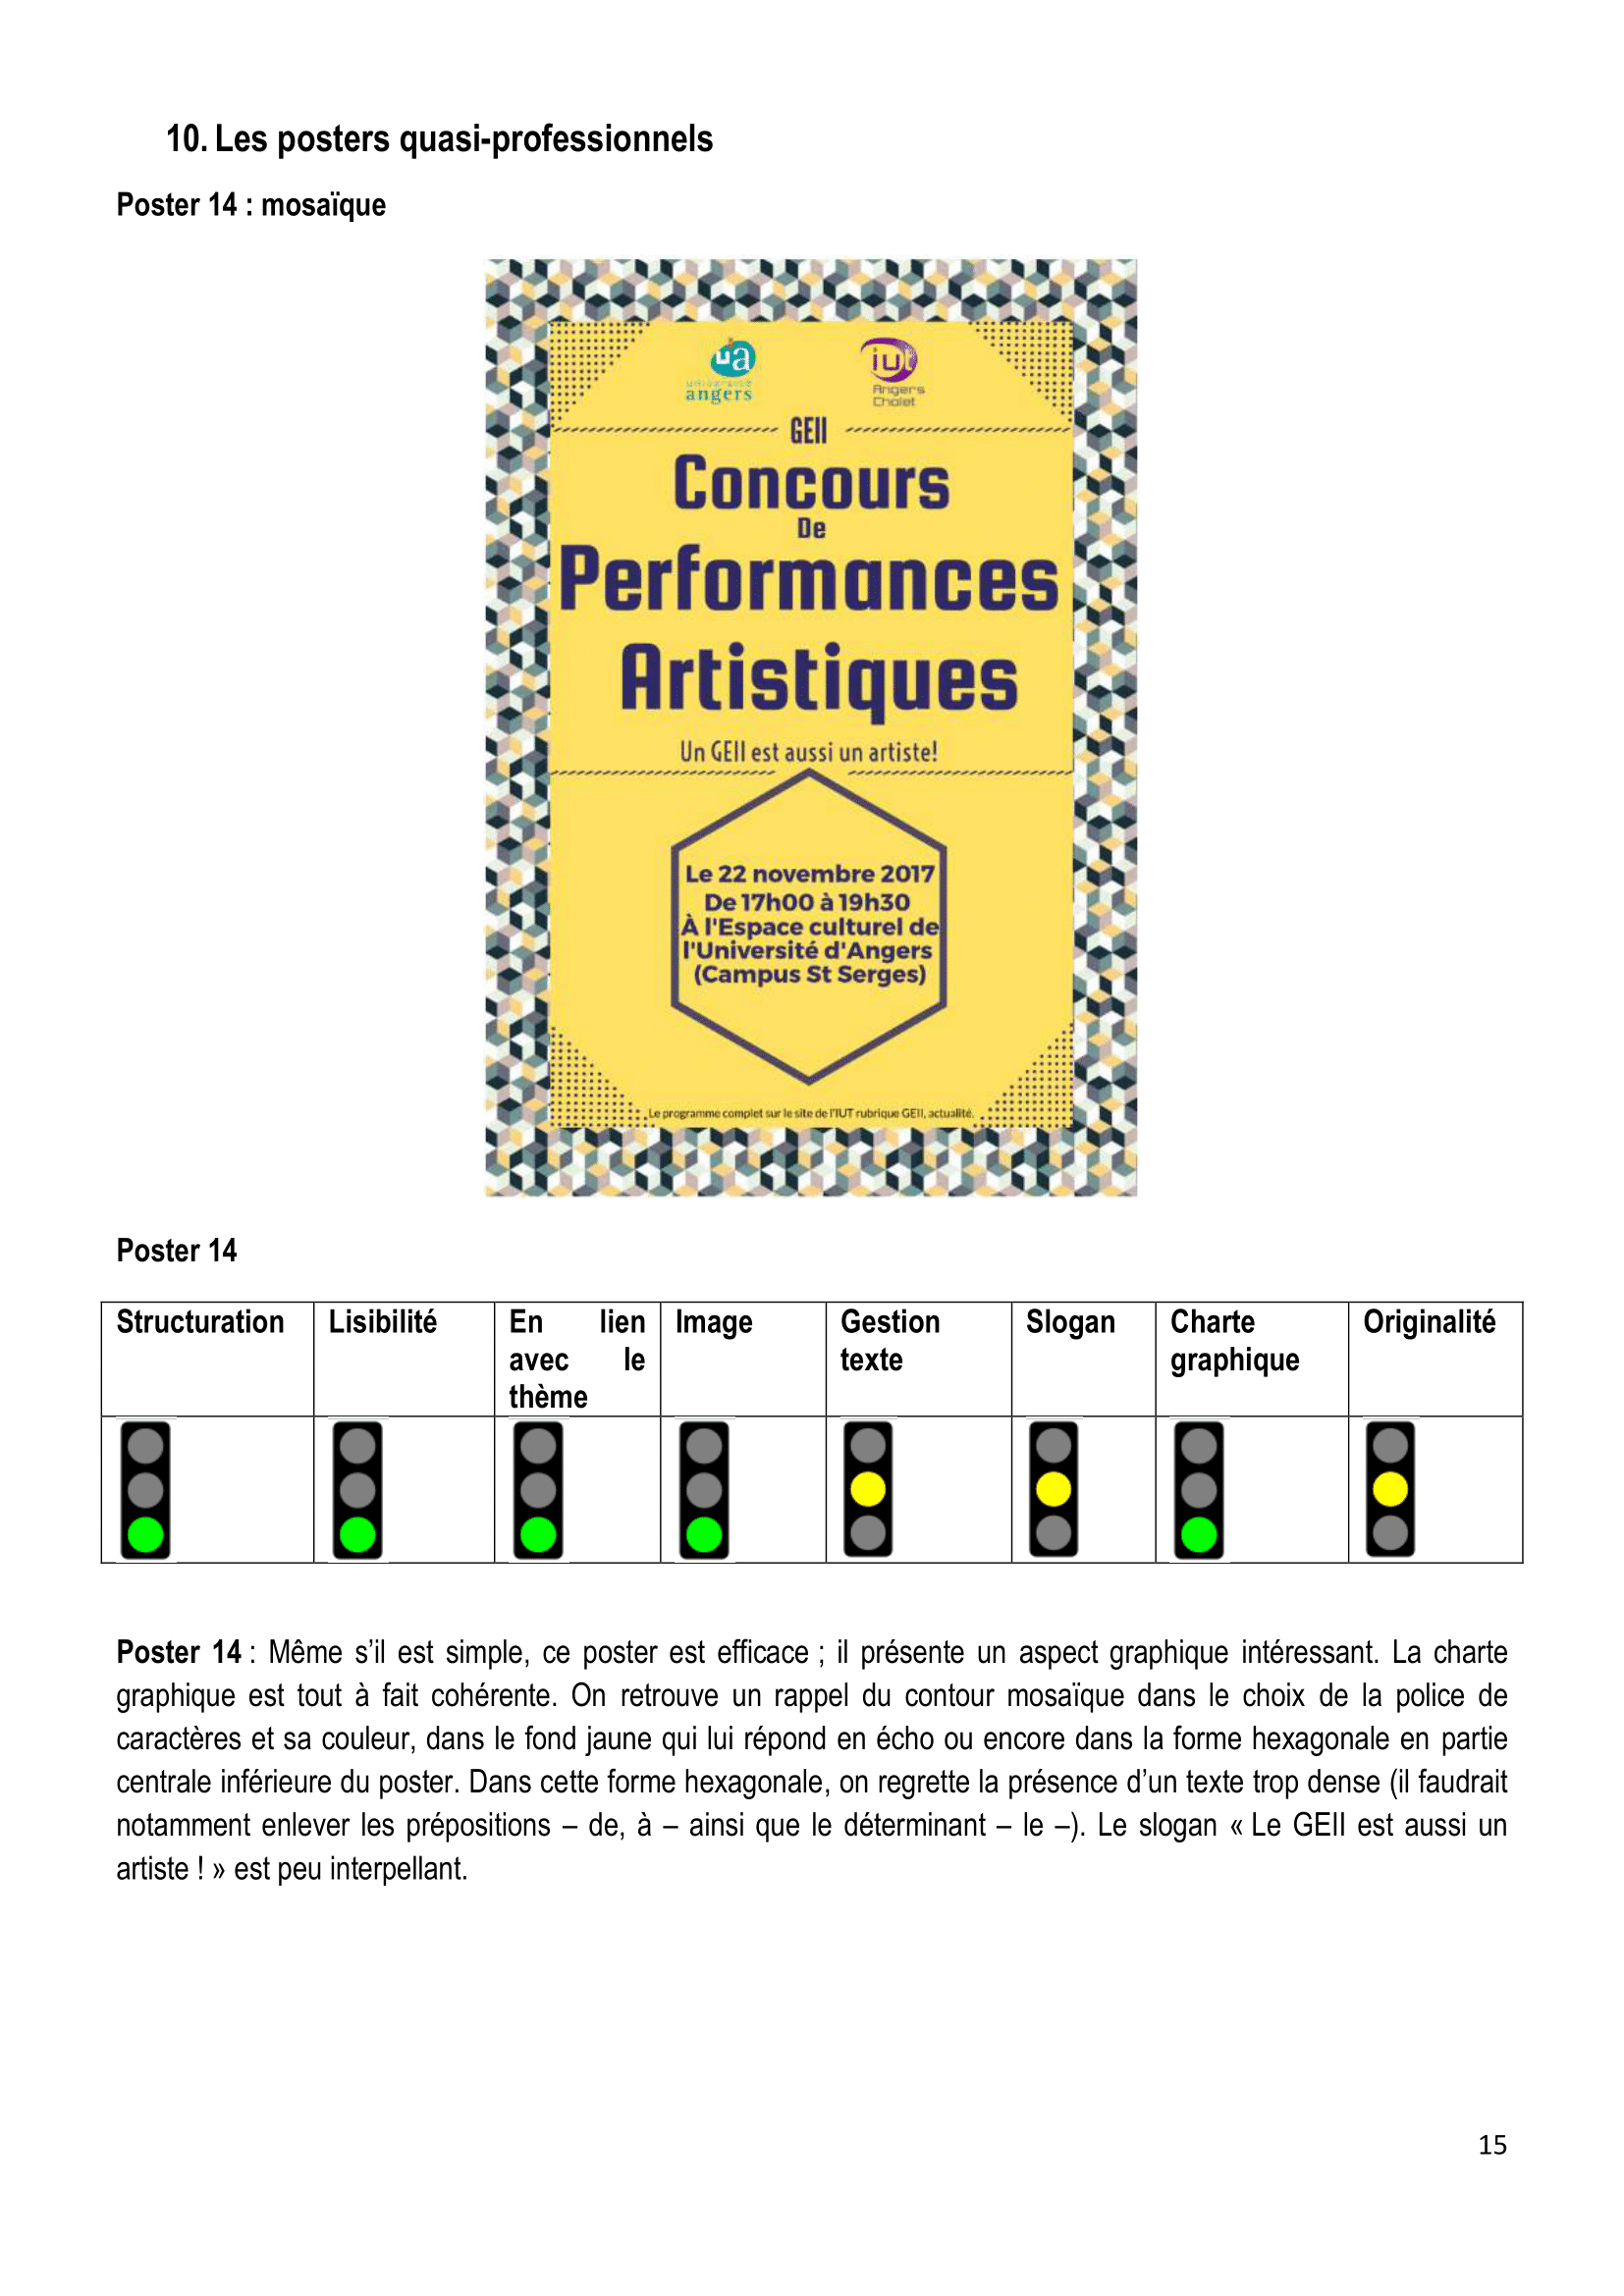 10. Les posters quasi-professionnels
Poster 14 : mosaïque
ua
université
angers
iut
Angers
Cholet
GEII
Concours
De
Performances
Artistiques
Un GEII est aussi un artiste!
Le 22 novembre 2017
De 17h00 à 19h30
À l'Espace culturel de
l'Université d'Angers
(Campus St Serges)
Le programme complet sur le site de l'IUT rubrique GEII, actualité.
Poster 14
Structuration Lisibilité En lien avec le thème Image Gestion texte Slogan Charte graphique Originalité
Poster 14 : Même s’il est simple, ce poster est efficace ; il présente un aspect graphique intéressant. La charte
graphique est tout à fait cohérente. On retrouve un rappel du contour mosaïque dans le choix de la police de
caractères et sa couleur, dans le fond jaune qui lui répond en écho ou encore dans la forme hexagonale en partie
centrale inférieure du poster. Dans cette forme hexagonale, on regrette la présence d’un texte trop dense (il faudrait
notamment enlever les prépositions – de, à – ainsi que le déterminant – le –). Le slogan « Le GEII est aussi un
artiste ! » est peu interpellant.
15